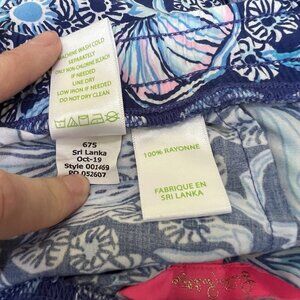 MACHINE WASH COLD
SEPARATELY
ONLY NON-CHLORINE BLEACH
IF NEEDED
LINE DRY
LOW IRON IF NEEDED
DO NOT DRY CLEAN
675
Sri Lanka
Oct-19
Style 001469
PO 052607
100% RAYONNE
FABRIQUE EN
SRI LANKA